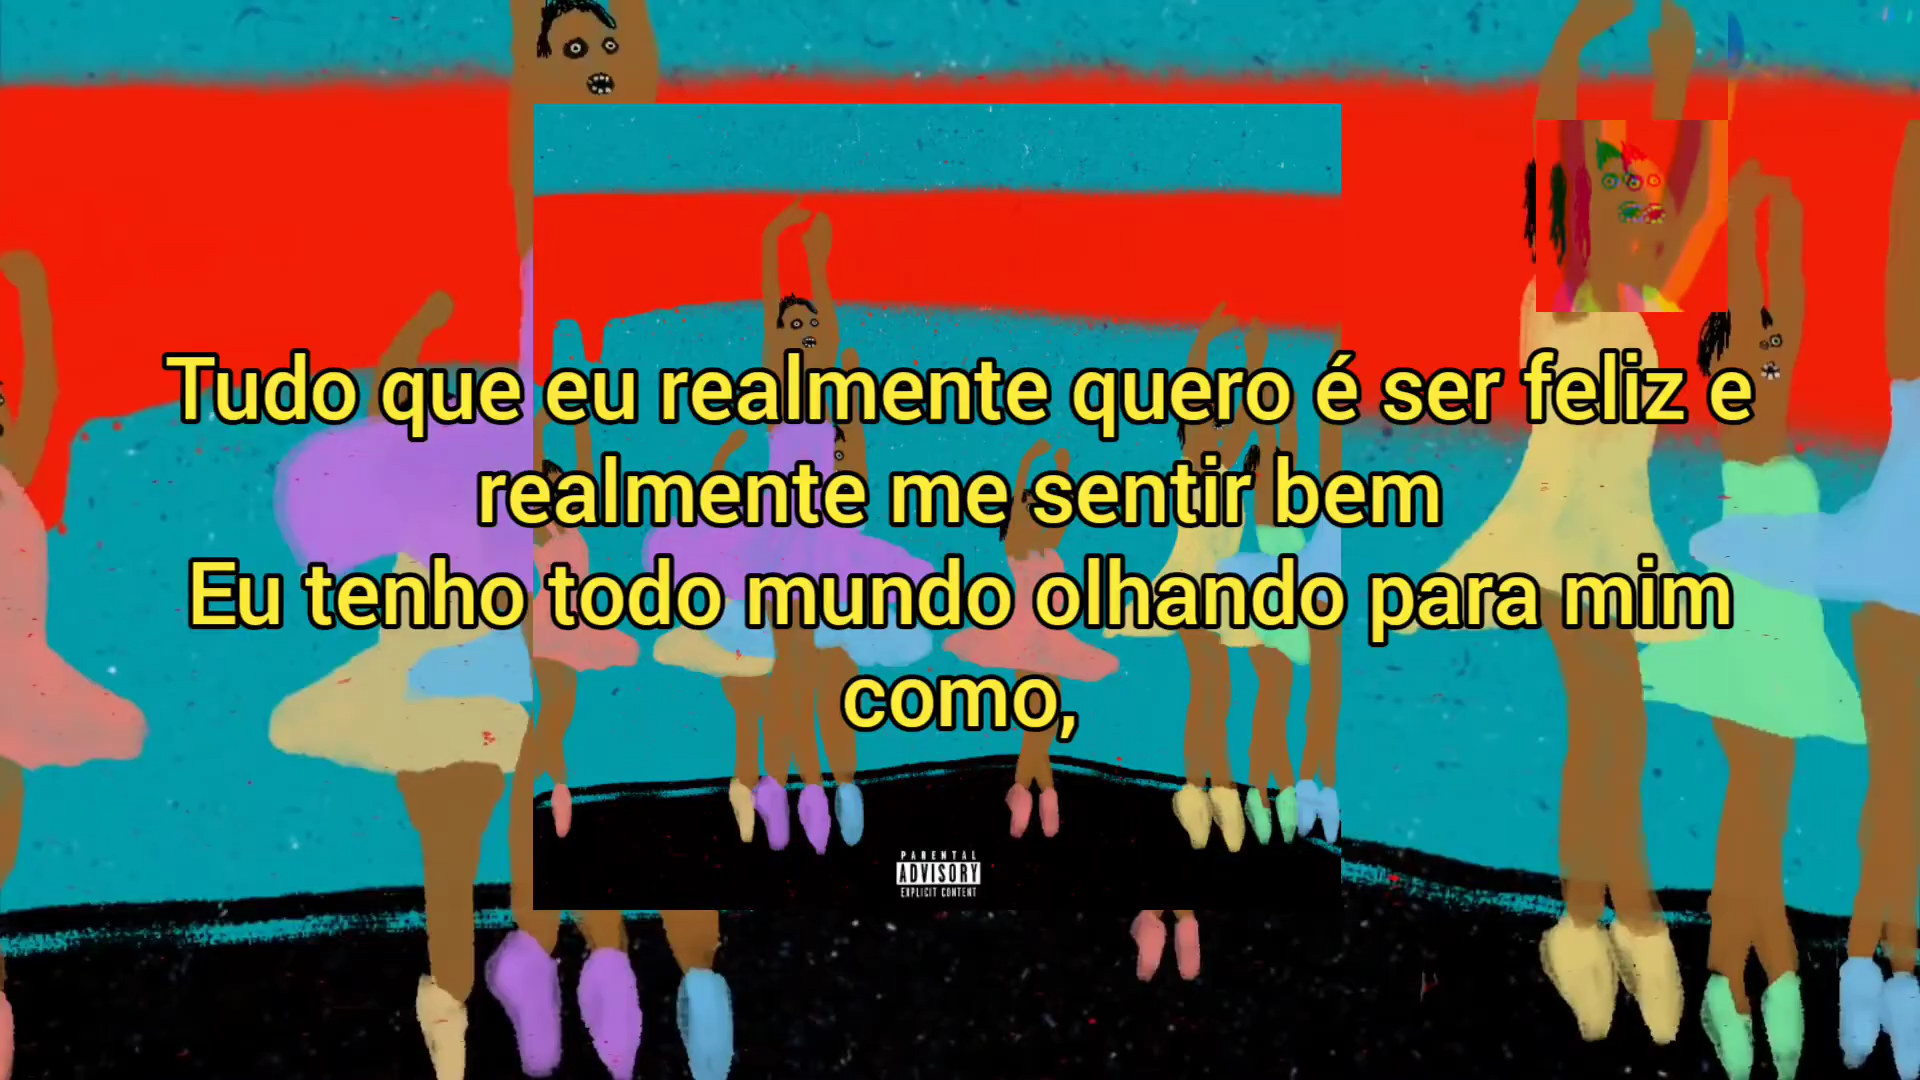 Tudo que eu realmente quero é ser feliz e
realmente me sentir bem
Eu tenho todo mundo olhando para mim
como,
PARENTAL
ADVISORY
EXPLICIT CONTENT